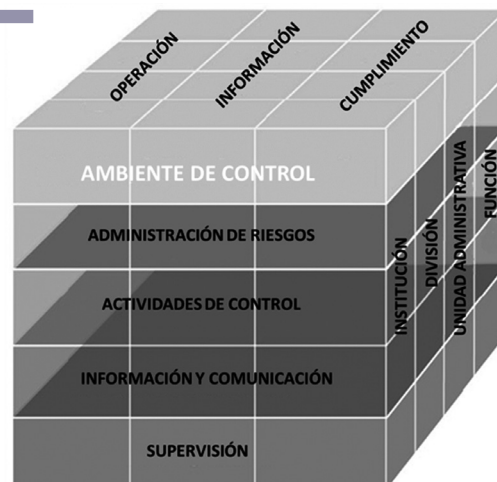 OPERACIÓN
INFORMACIÓN
CUMPLIMIENTO
AMBIENTE DE CONTROL
ADMINISTRACIÓN DE RIESGOS
ACTIVIDADES DE CONTROL
INFORMACIÓN Y COMUNICACIÓN
SUPERVISIÓN
INSTITUCIÓN
DIVISIÓN
UNIDAD ADMINISTRATIVA
FUNCIÓN